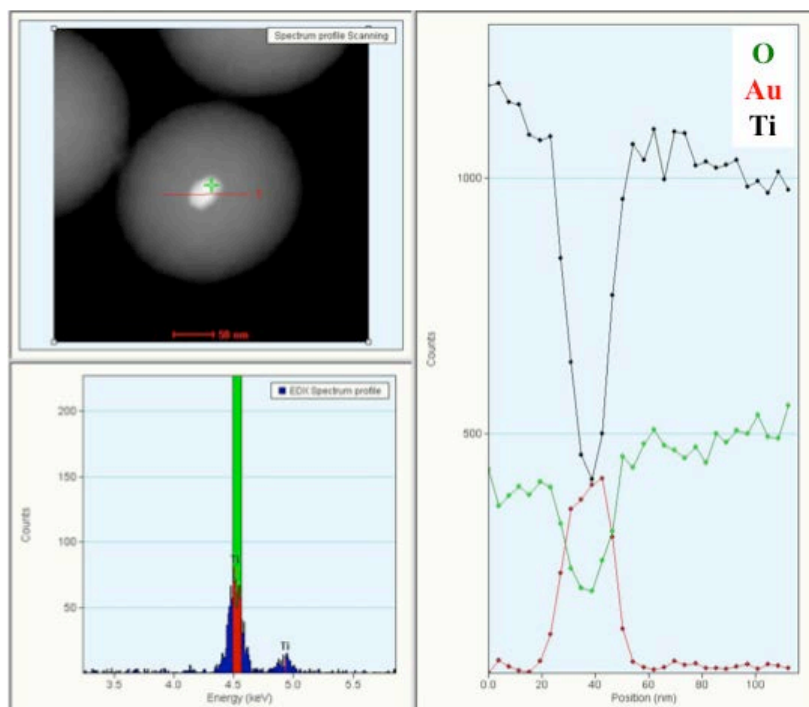 Spectrum profile Scanning
50 nm
EDX Spectrum profile
200
150
100
50
Counts
Ti
Ti
3.5 4.0 4.5 5.0 5.5
Energy (keV)
O
Au
Ti
1000
500
Counts
0.0 20 40 60 80 100
Position (nm)